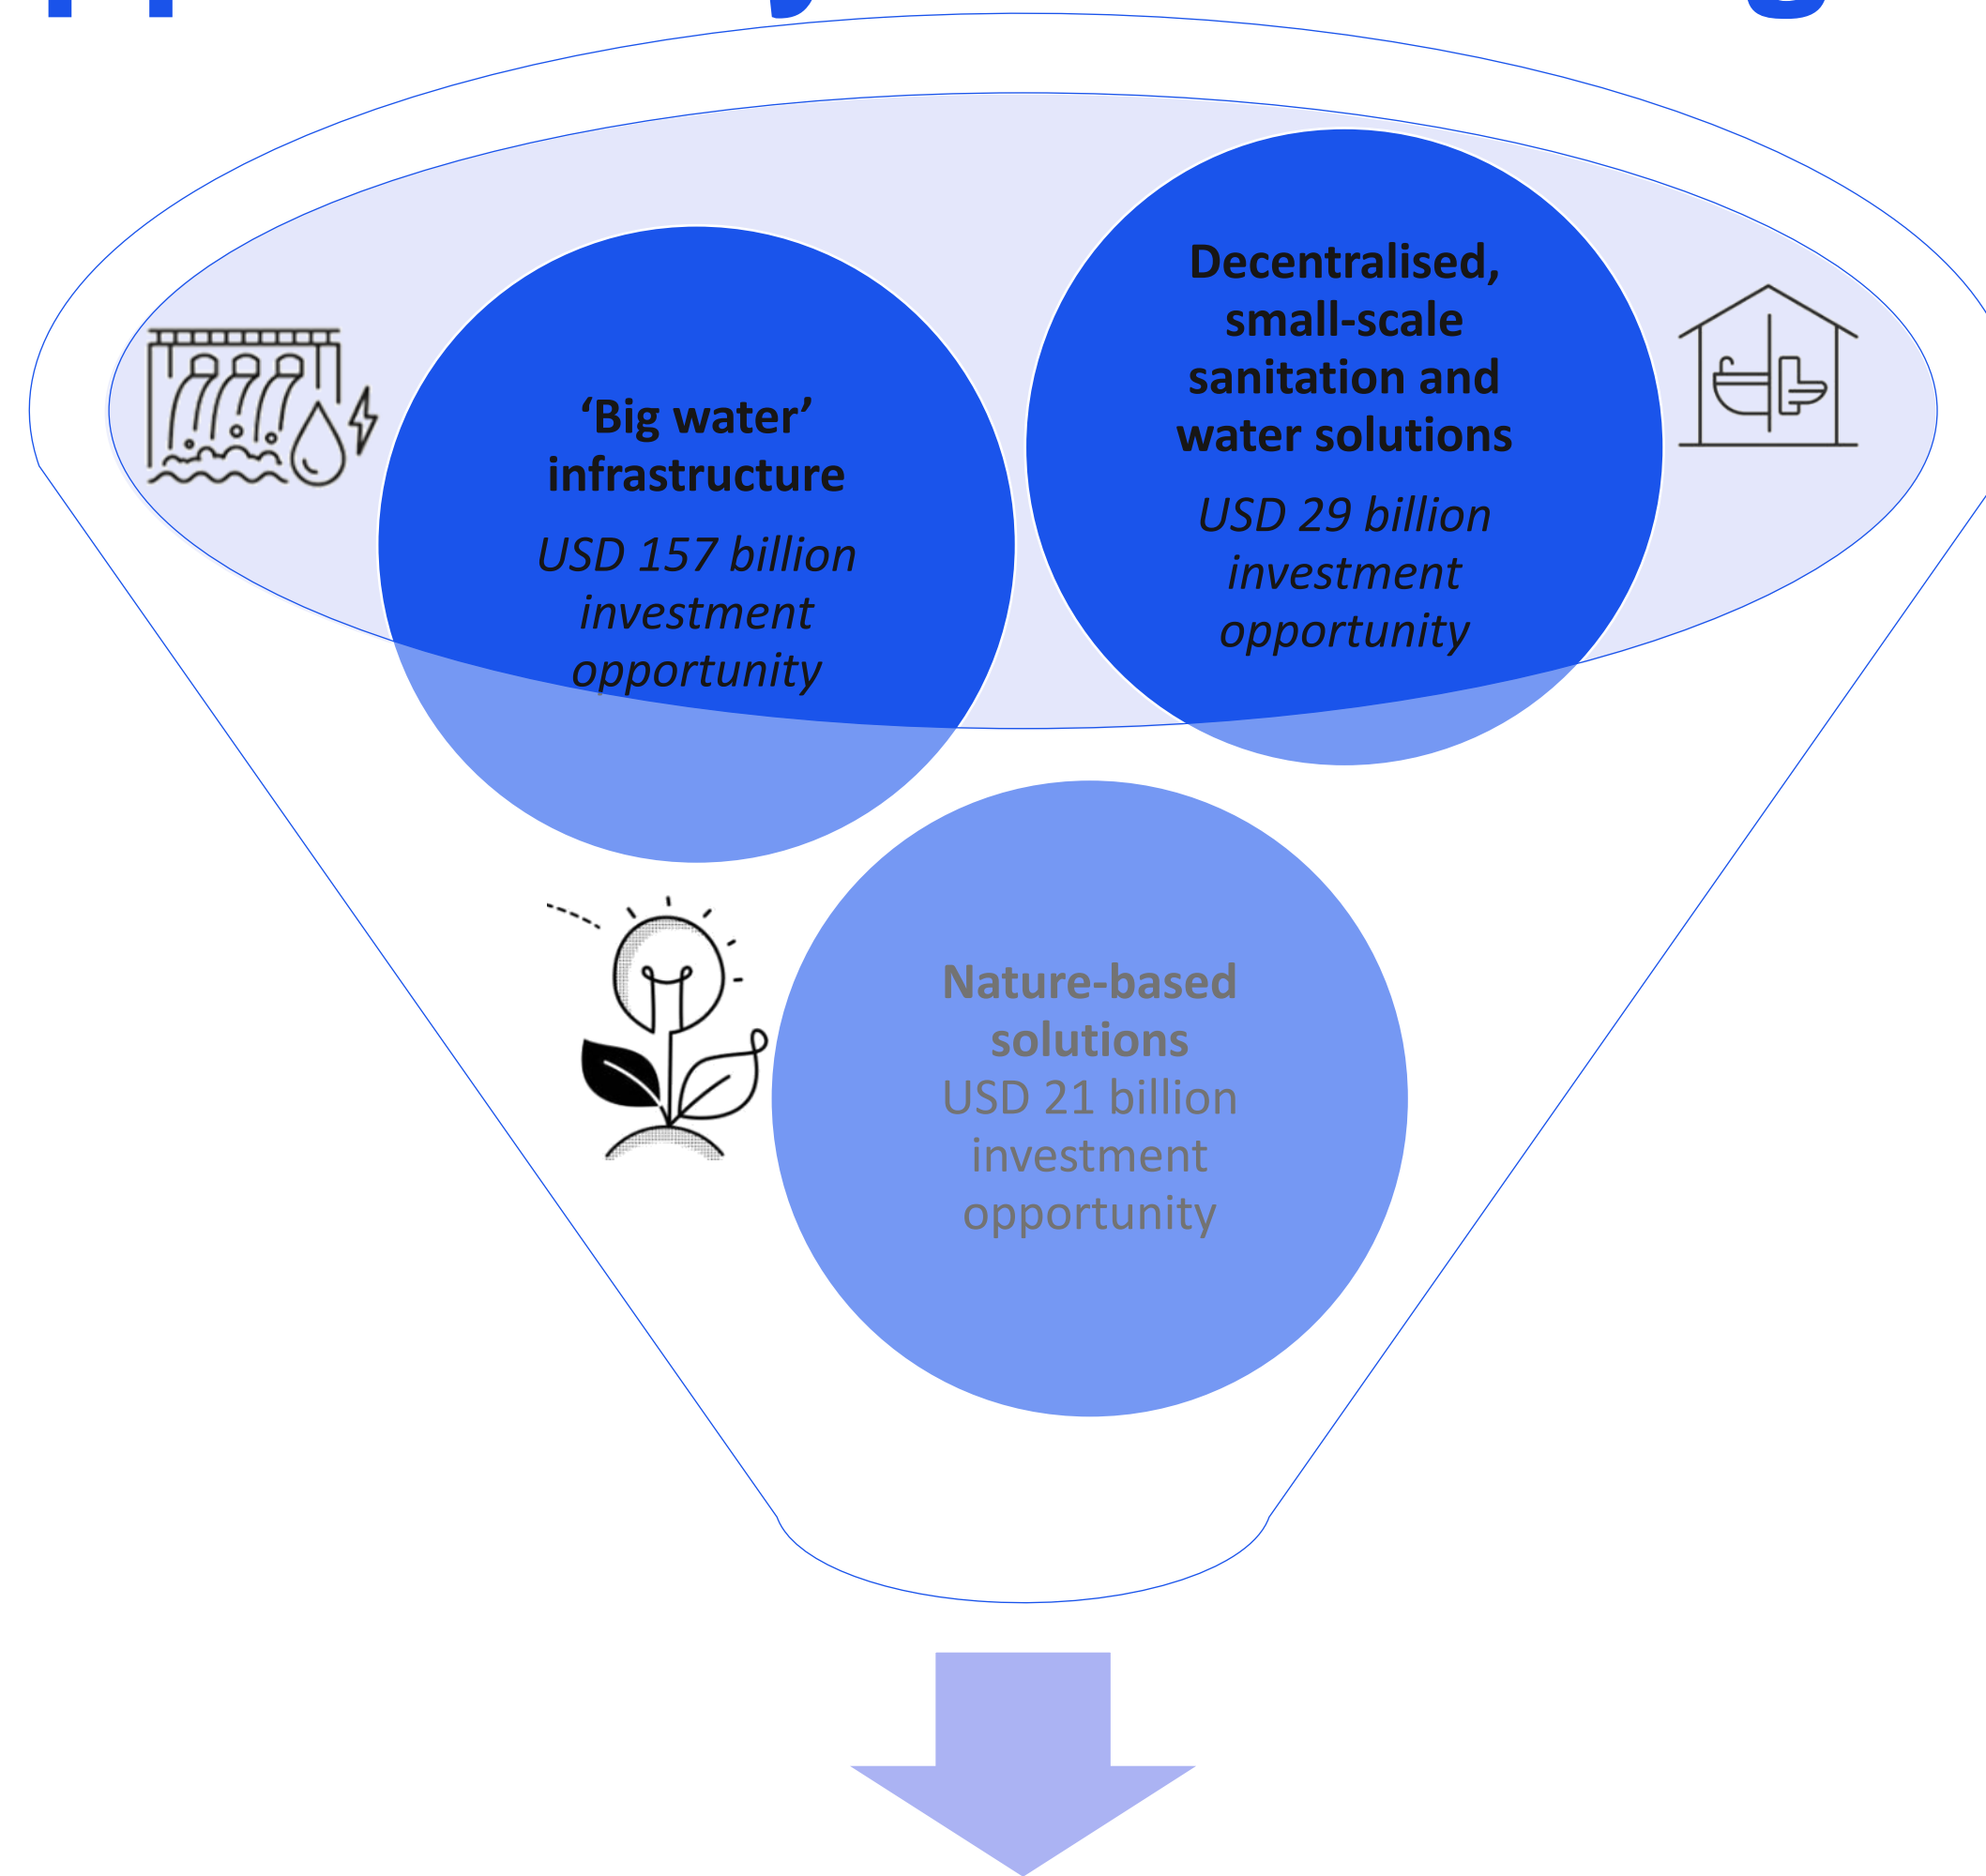 ‘Big water’
infrastructure
USD 157 billion
investment
opportunity
Decentralised,
small-scale
sanitation and
water solutions
USD 29 billion
investment
opportunity
Nature-based
solutions
USD 21 billion
investment
opportunity